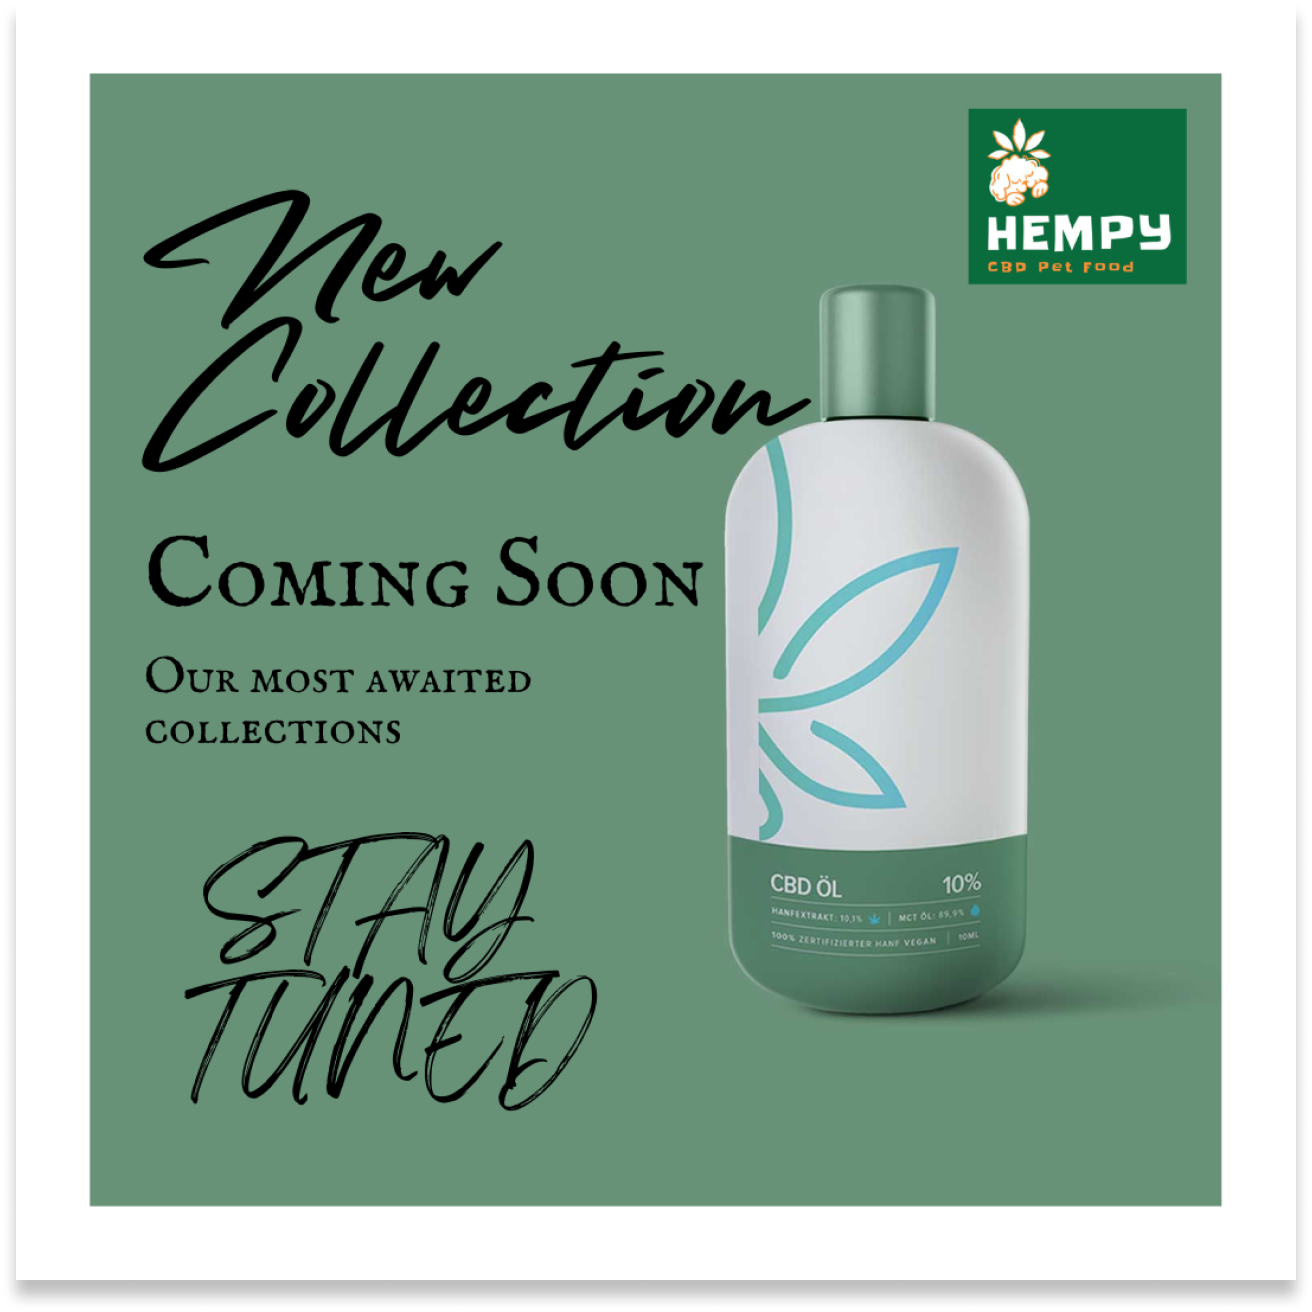 HEMPY
CBD Pet Food
New
Collection
Coming Soon
Our most awaited
collections
STAY
TUNED
CBD ÖL 10%
HANFEXTRAKT: 10,1% | MCT ÖL: 89,9%
100% ZERTIFIZIERTER HANF VEGAN | 10ML